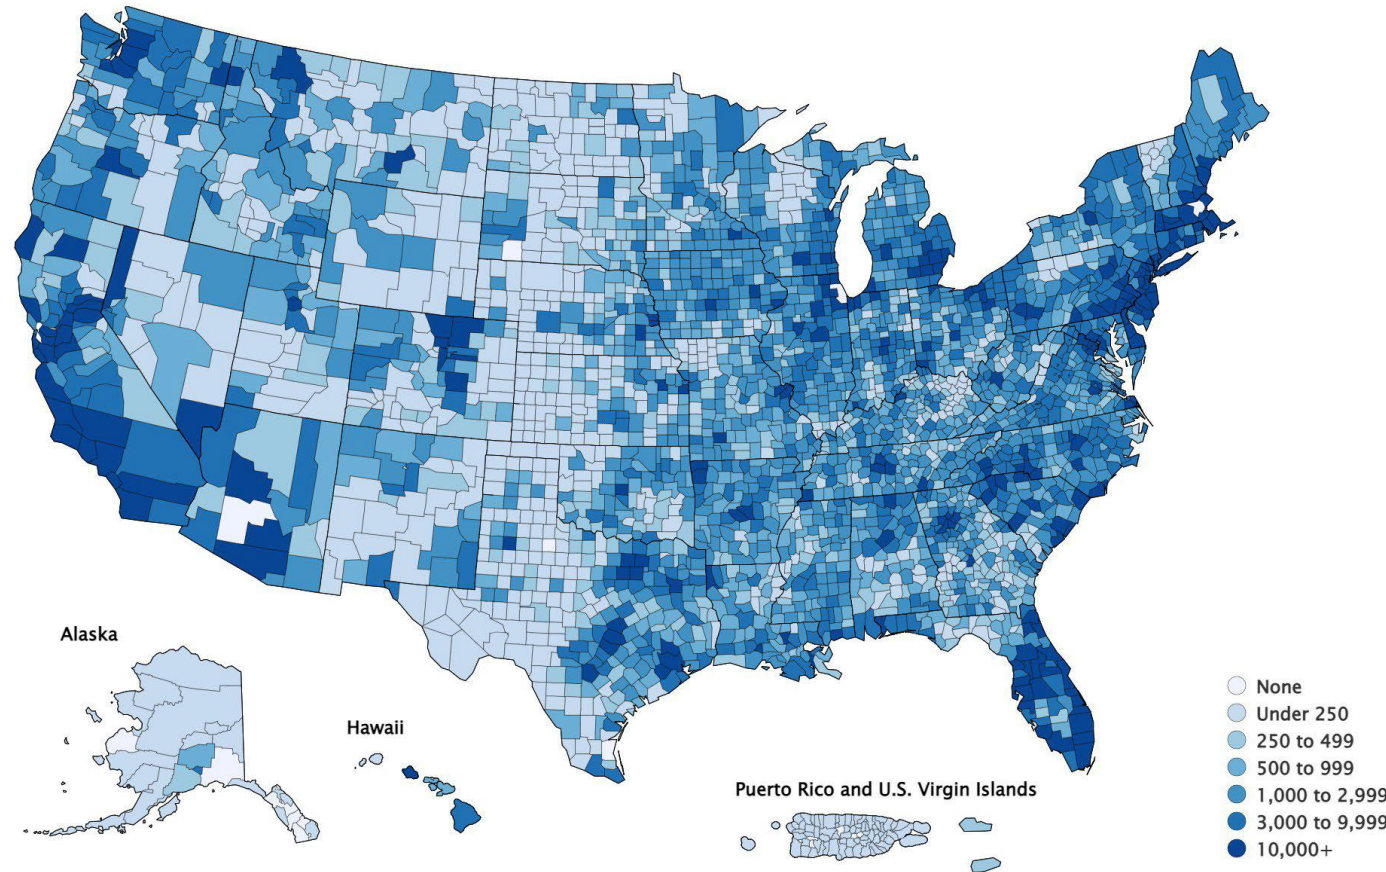 Alaska
Hawaii
Puerto Rico and U.S. Virgin Islands
None
Under 250
250 to 499
500 to 999
1,000 to 2,999
3,000 to 9,999
10,000+